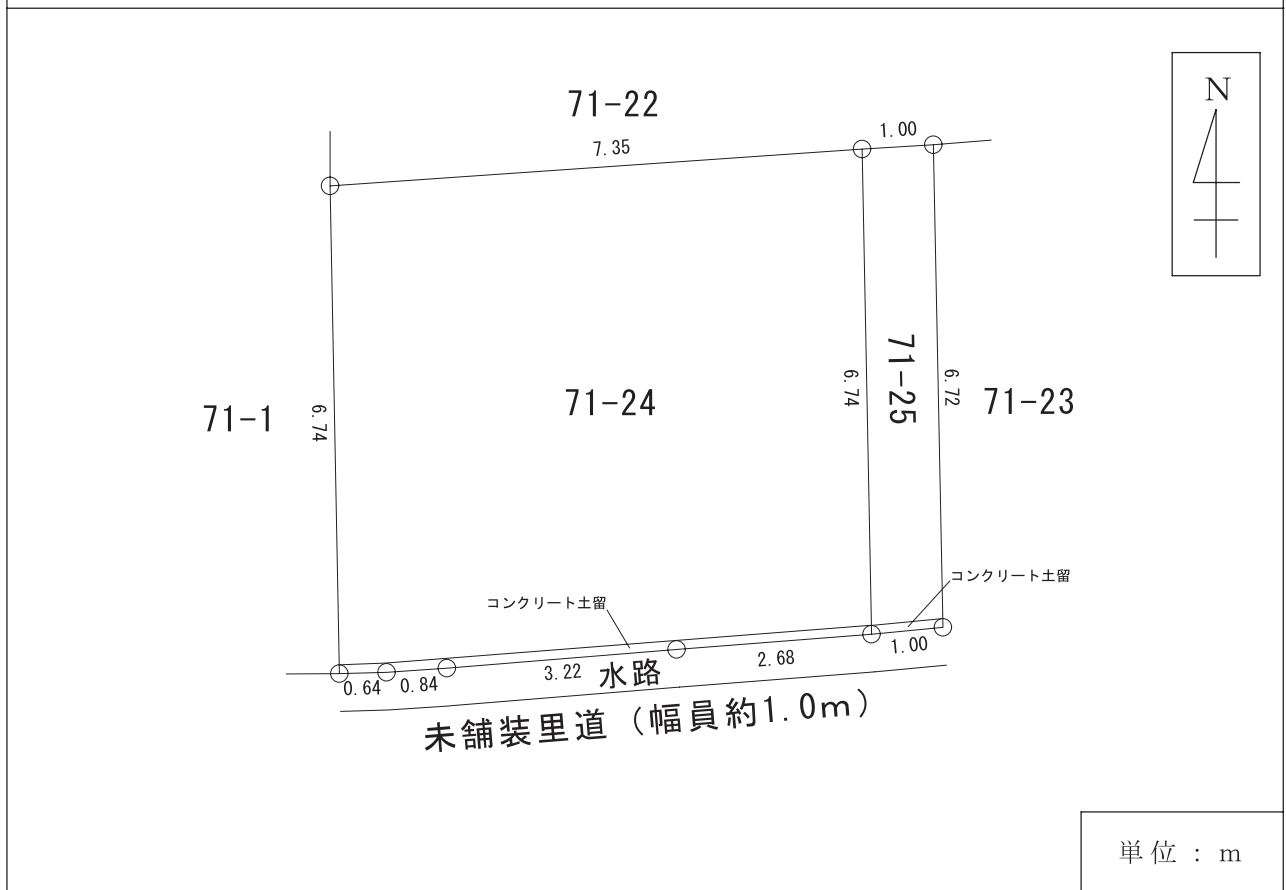 71-22
N
7.35
1.00
71-1
6.74
71-24
6.74
71-25
6.72
71-23
コンクリート土留
コンクリート土留
0.64
0.84
3.22
水路
2.68
1.00
未舗装里道（幅員約1.0m）
単位 : m